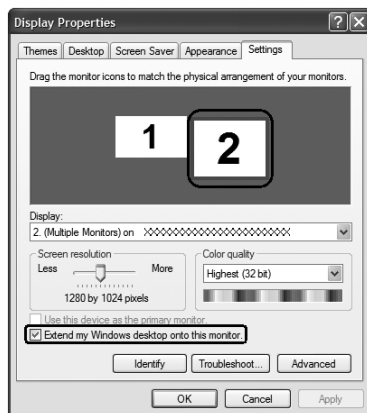 Display Properties
Themes Desktop Screen Saver Appearance Settings
Drag the monitor icons to match the physical arrangement of your monitors.
1 2
Display:
2. (Multiple Monitors) on XXXXXXXXXXXXXXXXXXXXXXX
Screen resolution
Less More
1280 by 1024 pixels
Color quality
Highest (32 bit)
Use this device as the primary monitor.
Extend my Windows desktop onto this monitor.
Identify Troubleshoot... Advanced
OK Cancel Apply